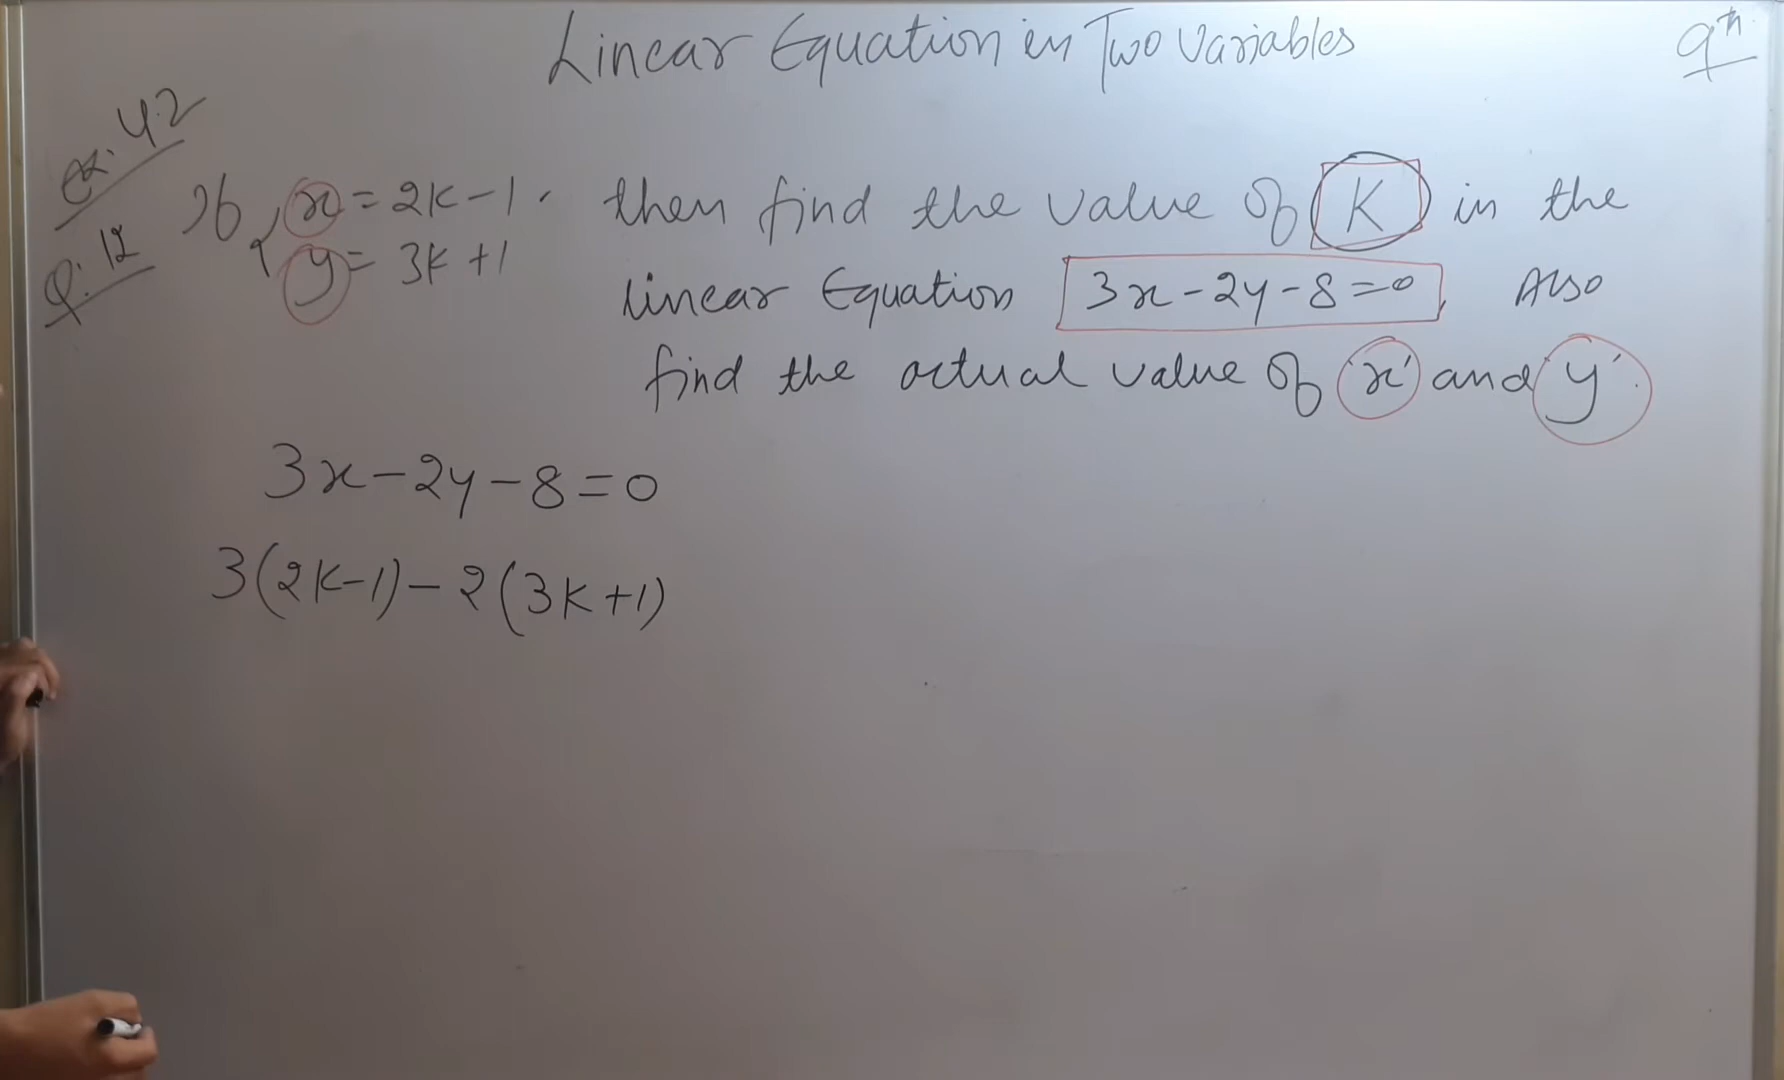 Linear Equation in Two Variables
9th
Ex. 4.2
Q. 12
If, x = 2k-1, then find the value of K in the
y = 3k+1
linear Equation 3x-2y-8=0, Also
find the actual value of 'x' and 'y'.
3x-2y-8=0
3(2k-1)-2(3k+1)